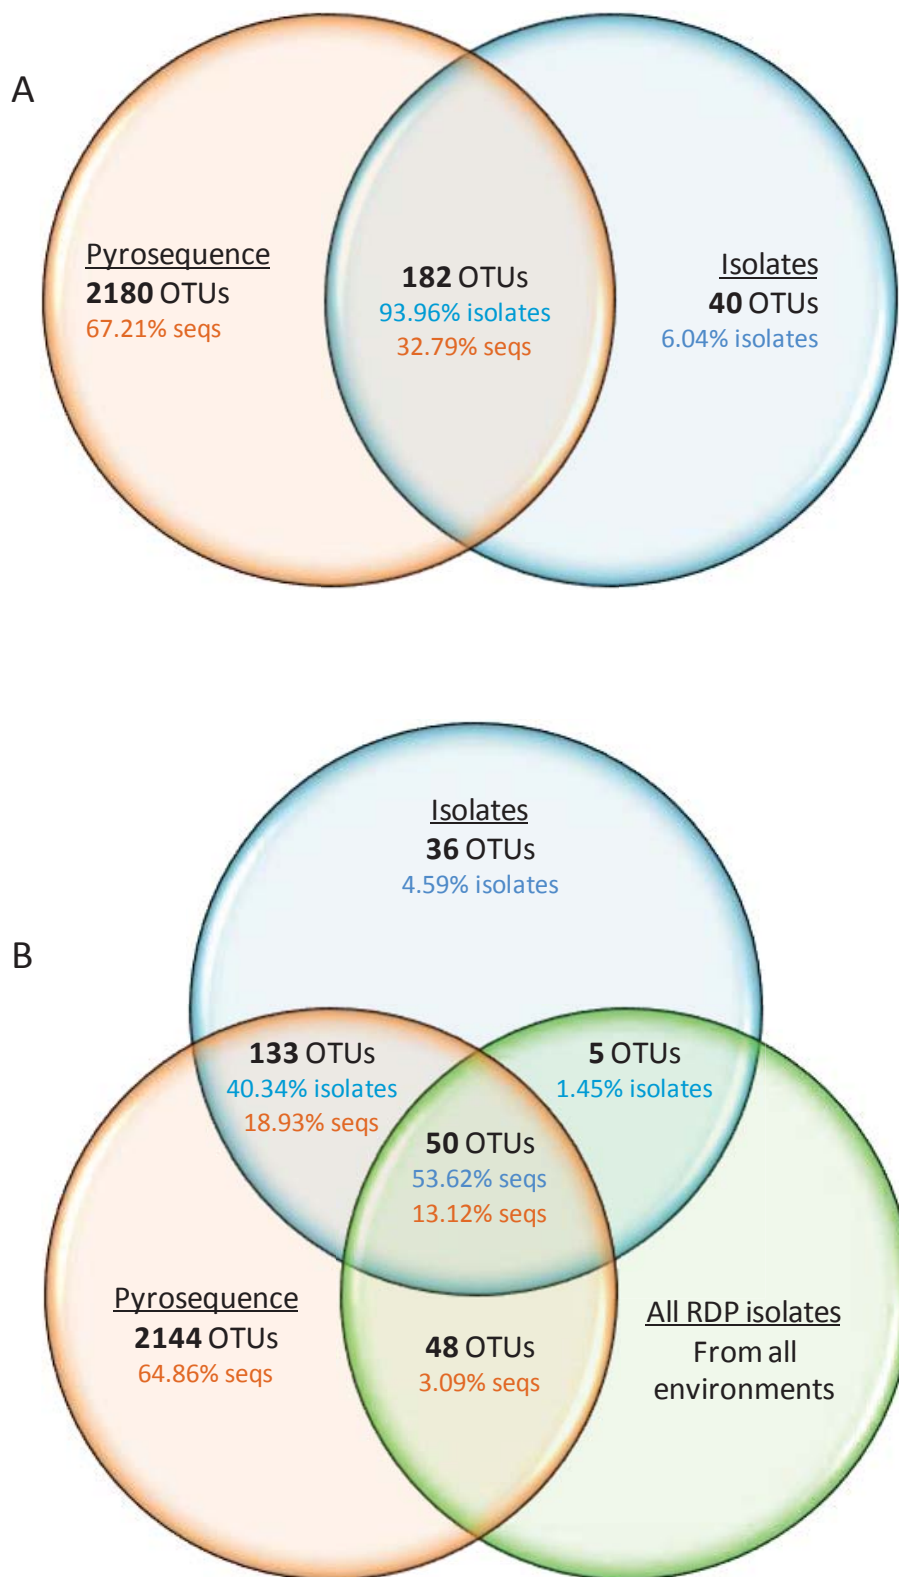 A
Pyrosequence
2180 OTUs
67.21% seqs
182 OTUs
93.96% isolates
32.79% seqs
Isolates
40 OTUs
6.04% isolates
B
Isolates
36 OTUs
4.59% isolates
133 OTUs
40.34% isolates
18.93% seqs
5 OTUs
1.45% isolates
50 OTUs
53.62% seqs
13.12% seqs
Pyrosequence
2144 OTUs
64.86% seqs
48 OTUs
3.09% seqs
All RDP isolates
From all
environments